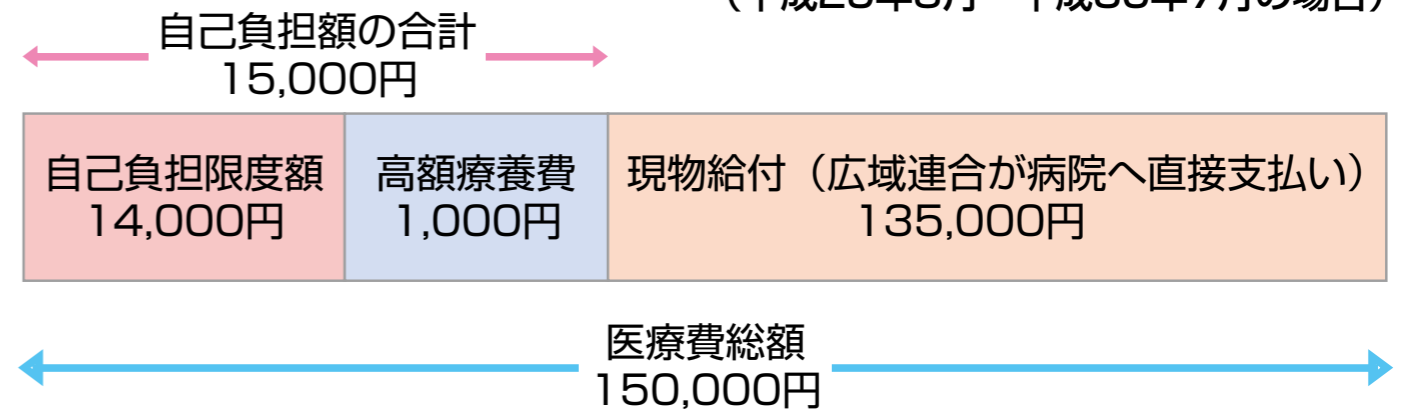 自己負担額の合計
15,000円
自己負担限度額
14,000円
高額療養費
1,000円
現物給付（広域連合が病院へ直接支払い）
135,000円
医療費総額
150,000円